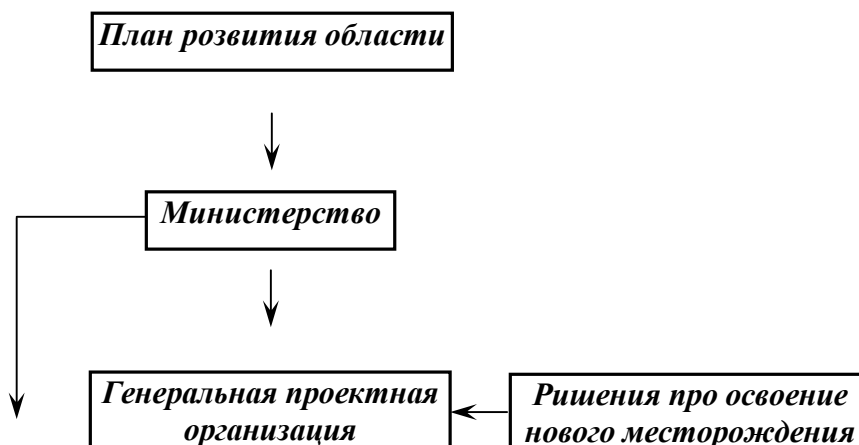 План розвития области
Министерство
Генеральная проектная
организация
Ришения про освоение
нового месторождения